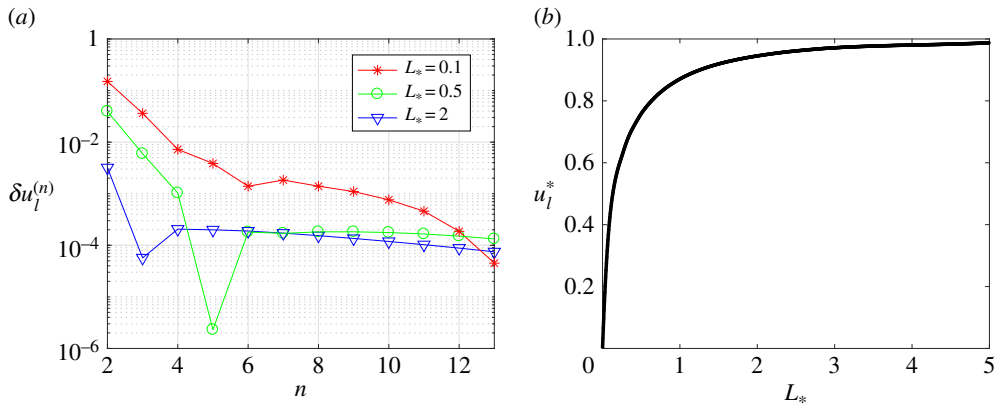 (a)
1
10⁻²
10⁻⁴
10⁻⁶
δu_l^(n)
2 4 6 8 10 12
n
L* = 0.1
L* = 0.5
L* = 2
(b)
1.0
0.8
0.6
0.4
0.2
u_l^*
0 1 2 3 4 5
L*